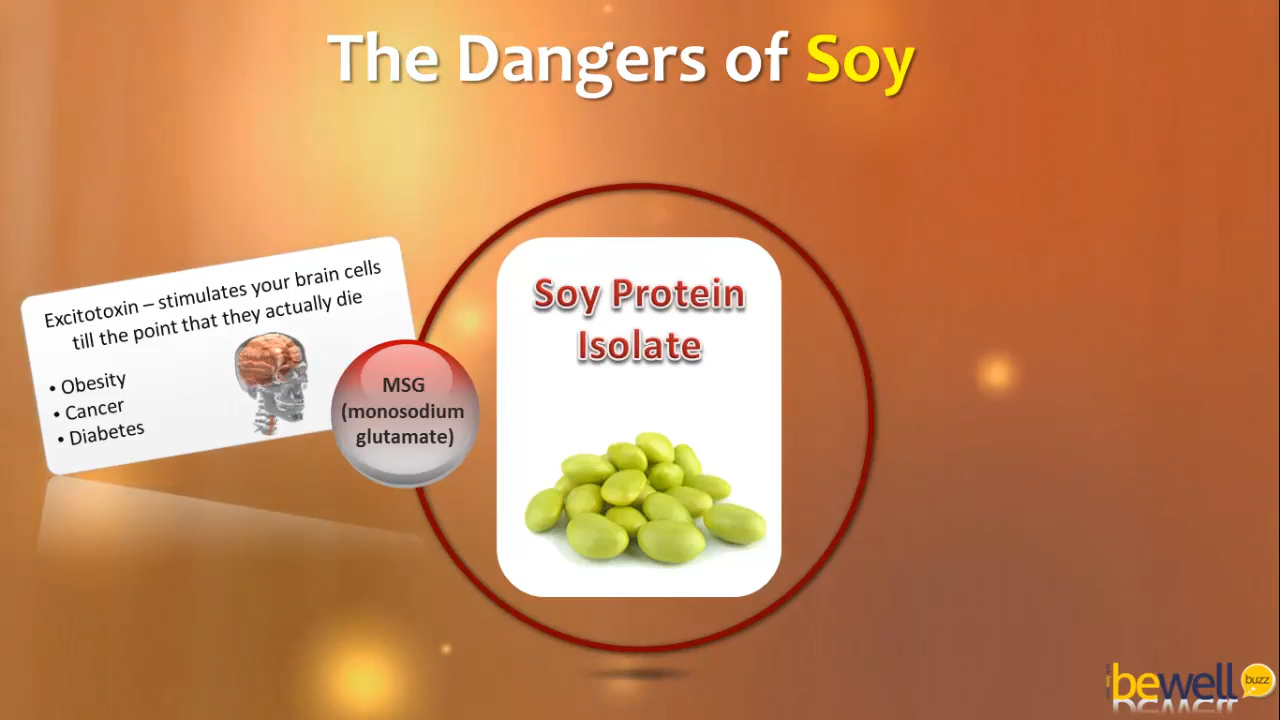 The Dangers of Soy
Excitotoxin – stimulates your brain cells
till the point that they actually die
• Obesity
• Cancer
• Diabetes
MSG
(monosodium
glutamate)
Soy Protein
Isolate
bewell buzz